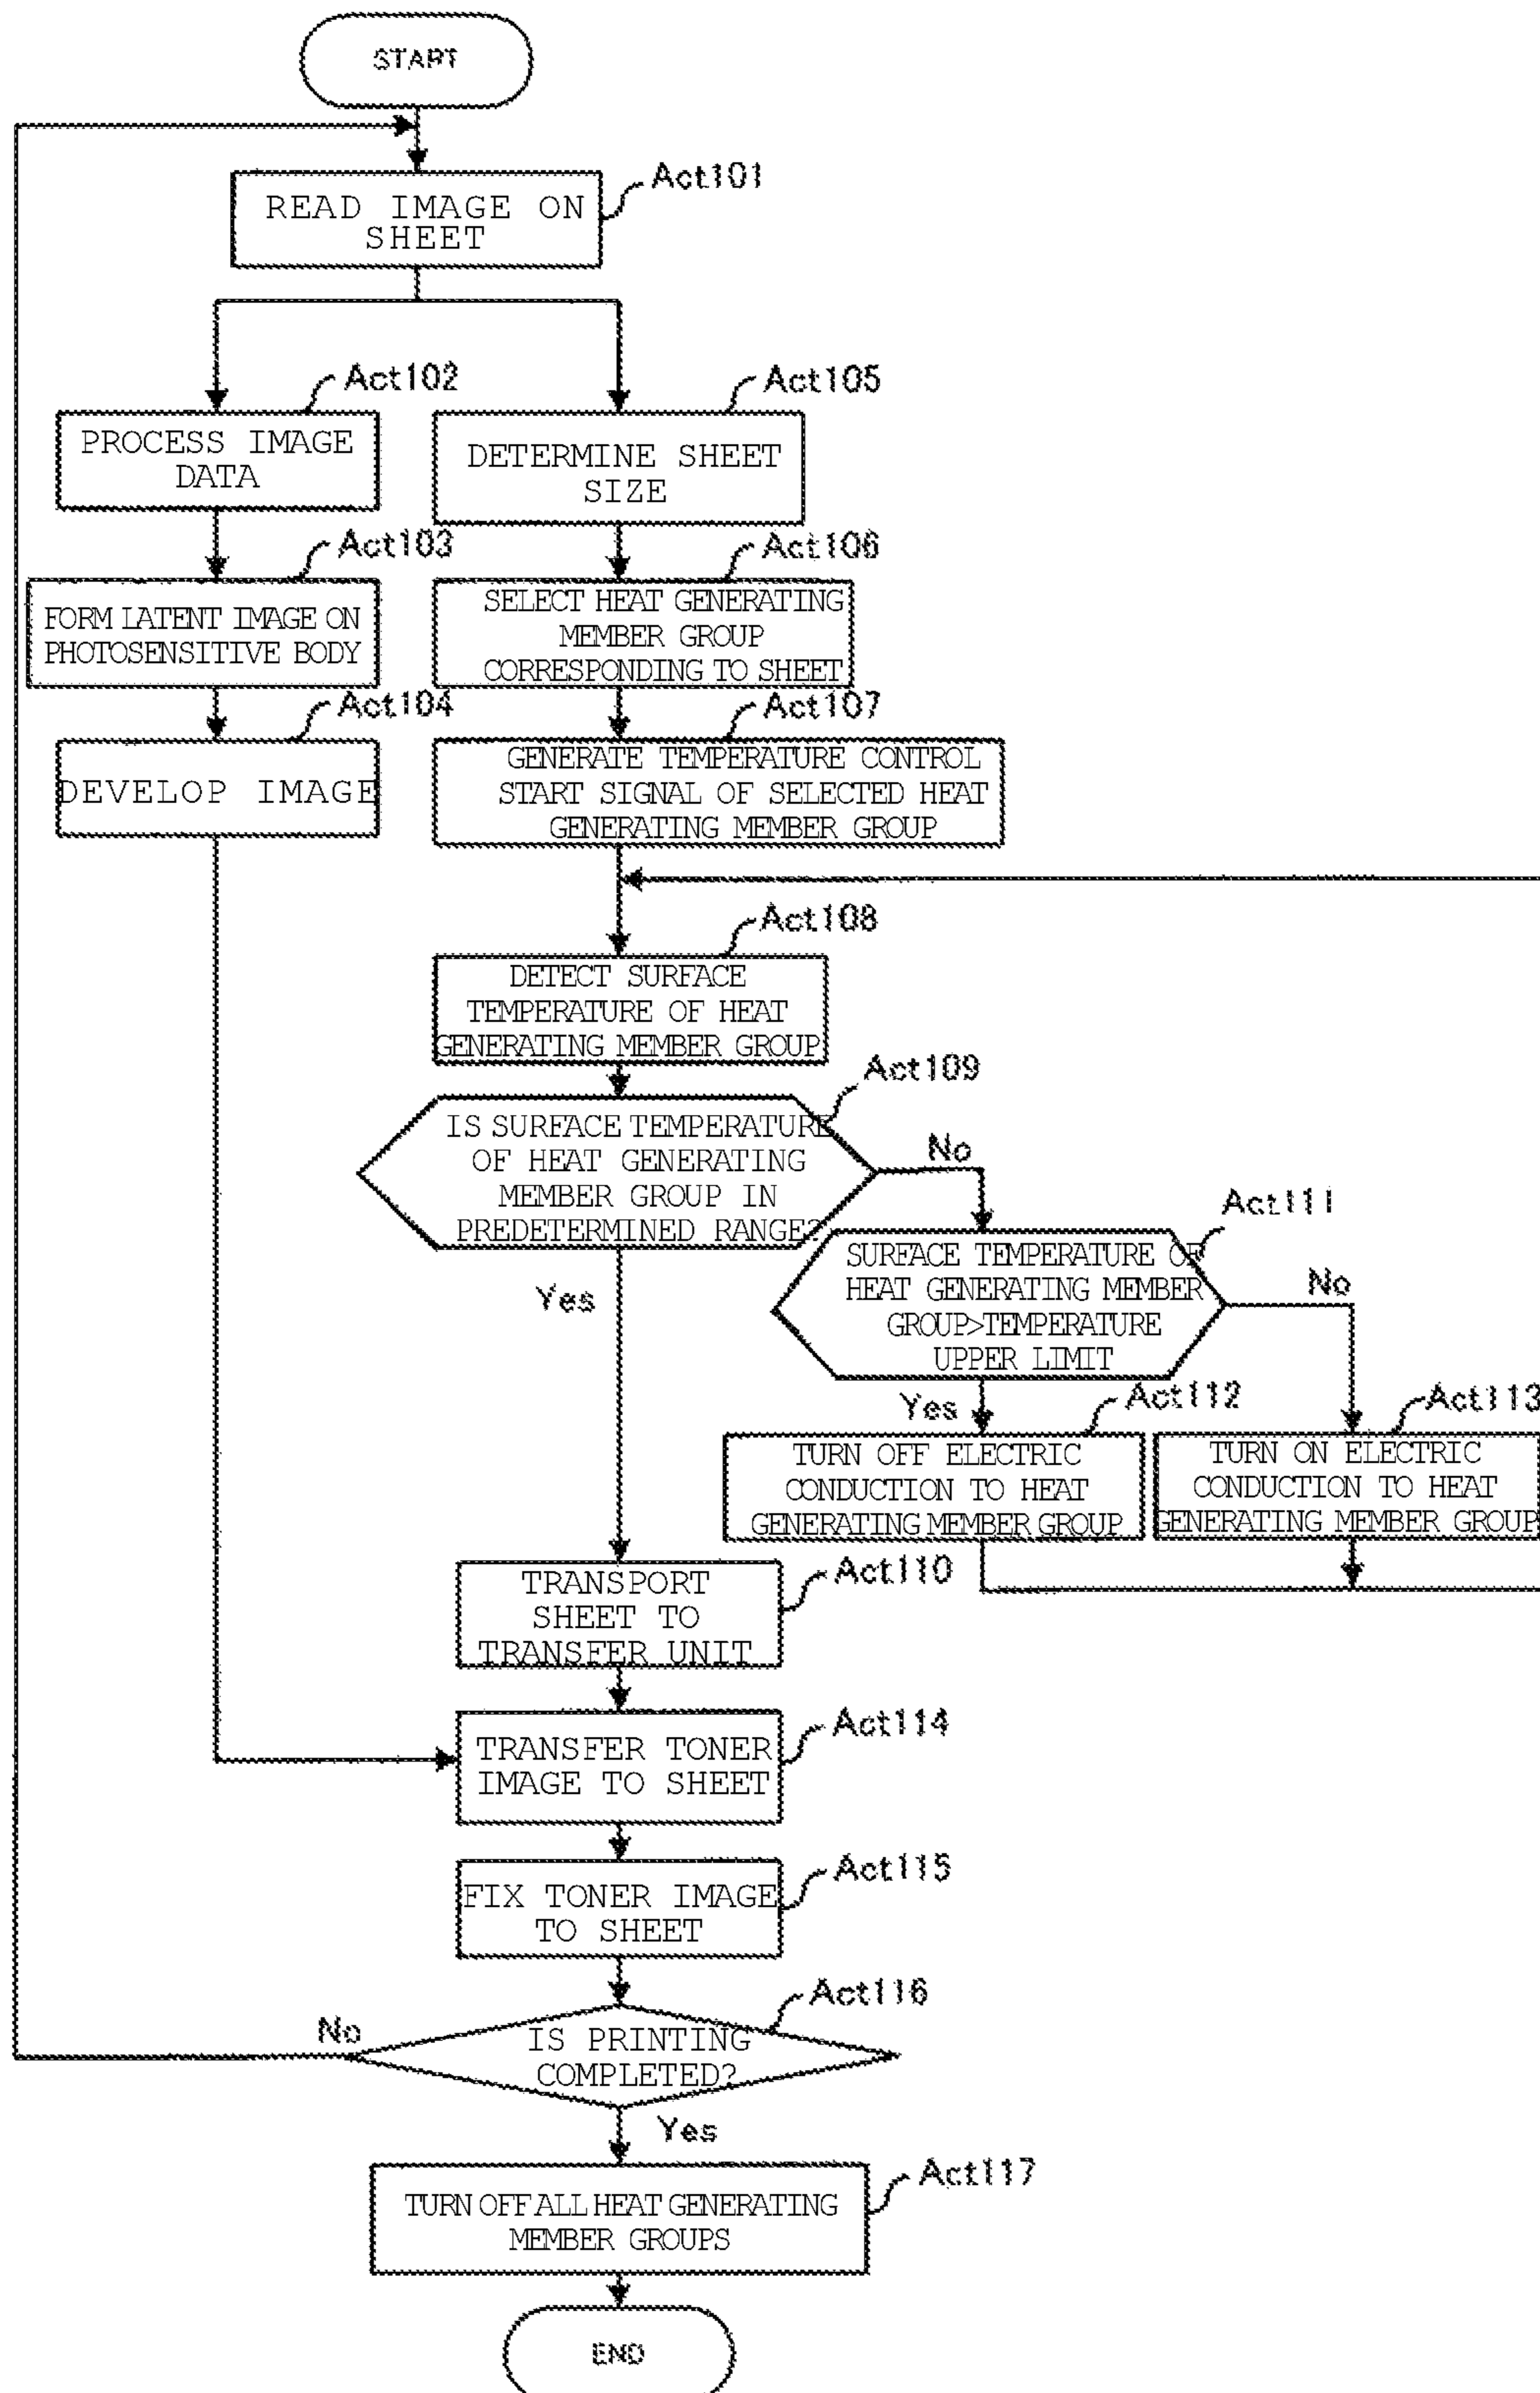 START
Act101
READ IMAGE ON
SHEET
Act102
PROCESS IMAGE
DATA
Act105
DETERMINE SHEET
SIZE
Act103
FORM LATENT IMAGE ON
PHOTOSENSITIVE BODY
Act106
SELECT HEAT GENERATING
MEMBER GROUP
CORRESPONDING TO SHEET
Act104
DEVELOP IMAGE
Act107
GENERATE TEMPERATURE CONTROL
START SIGNAL OF SELECTED HEAT
GENERATING MEMBER GROUP
Act108
DETECT SURFACE
TEMPERATURE OF HEAT
GENERATING MEMBER GROUP
Act109
IS SURFACE TEMPERATURE
OF HEAT GENERATING
MEMBER GROUP IN
PREDETERMINED RANGE?
No
Yes
Act111
SURFACE TEMPERATURE OF
HEAT GENERATING MEMBER
GROUP>TEMPERATURE
UPPER LIMIT
No
Yes
Act112
TURN OFF ELECTRIC
CONDUCTION TO HEAT
GENERATING MEMBER GROUP
Act113
TURN ON ELECTRIC
CONDUCTION TO HEAT
GENERATING MEMBER GROUP
Act110
TRANSPORT
SHEET TO
TRANSFER UNIT
Act114
TRANSFER TONER
IMAGE TO SHEET
Act115
FIX TONER IMAGE
TO SHEET
Act116
IS PRINTING
COMPLETED?
No
Yes
Act117
TURN OFF ALL HEAT GENERATING
MEMBER GROUPS
END